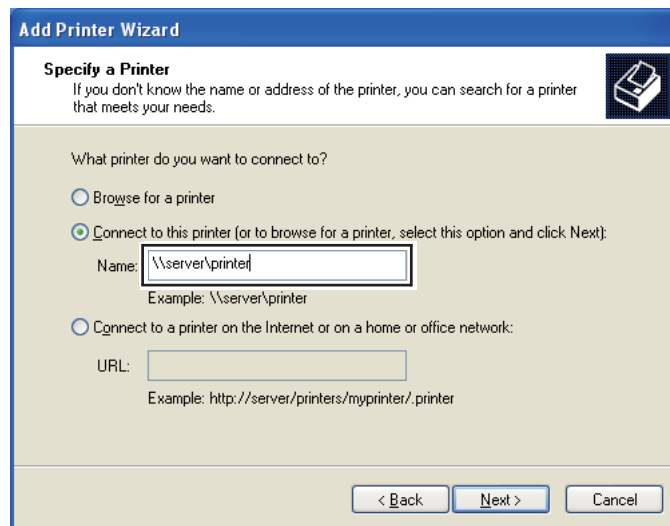 Add Printer Wizard
Specify a Printer
If you don't know the name or address of the printer, you can search for a printer
that meets your needs.
What printer do you want to connect to?
Browse for a printer
Connect to this printer (or to browse for a printer, select this option and click Next):
Name: \\server\printer
Example: \\server\printer
Connect to a printer on the Internet or on a home or office network:
URL:
Example: http://server/printers/myprinter/.printer
< Back Next > Cancel